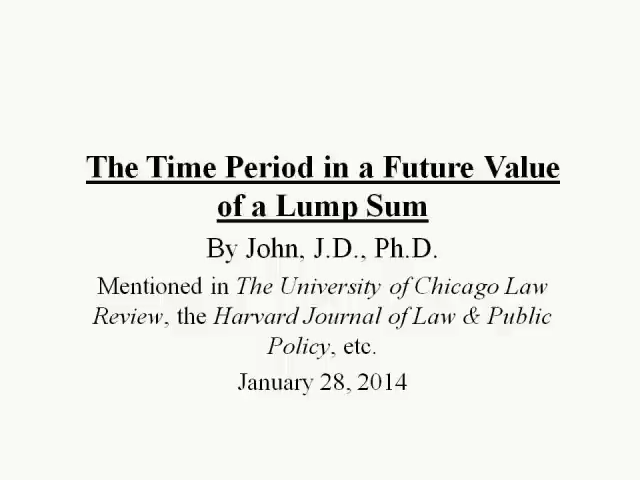 The Time Period in a Future Value
of a Lump Sum
By John, J.D., Ph.D.
Mentioned in The University of Chicago Law
Review, the Harvard Journal of Law & Public
Policy, etc.
January 28, 2014